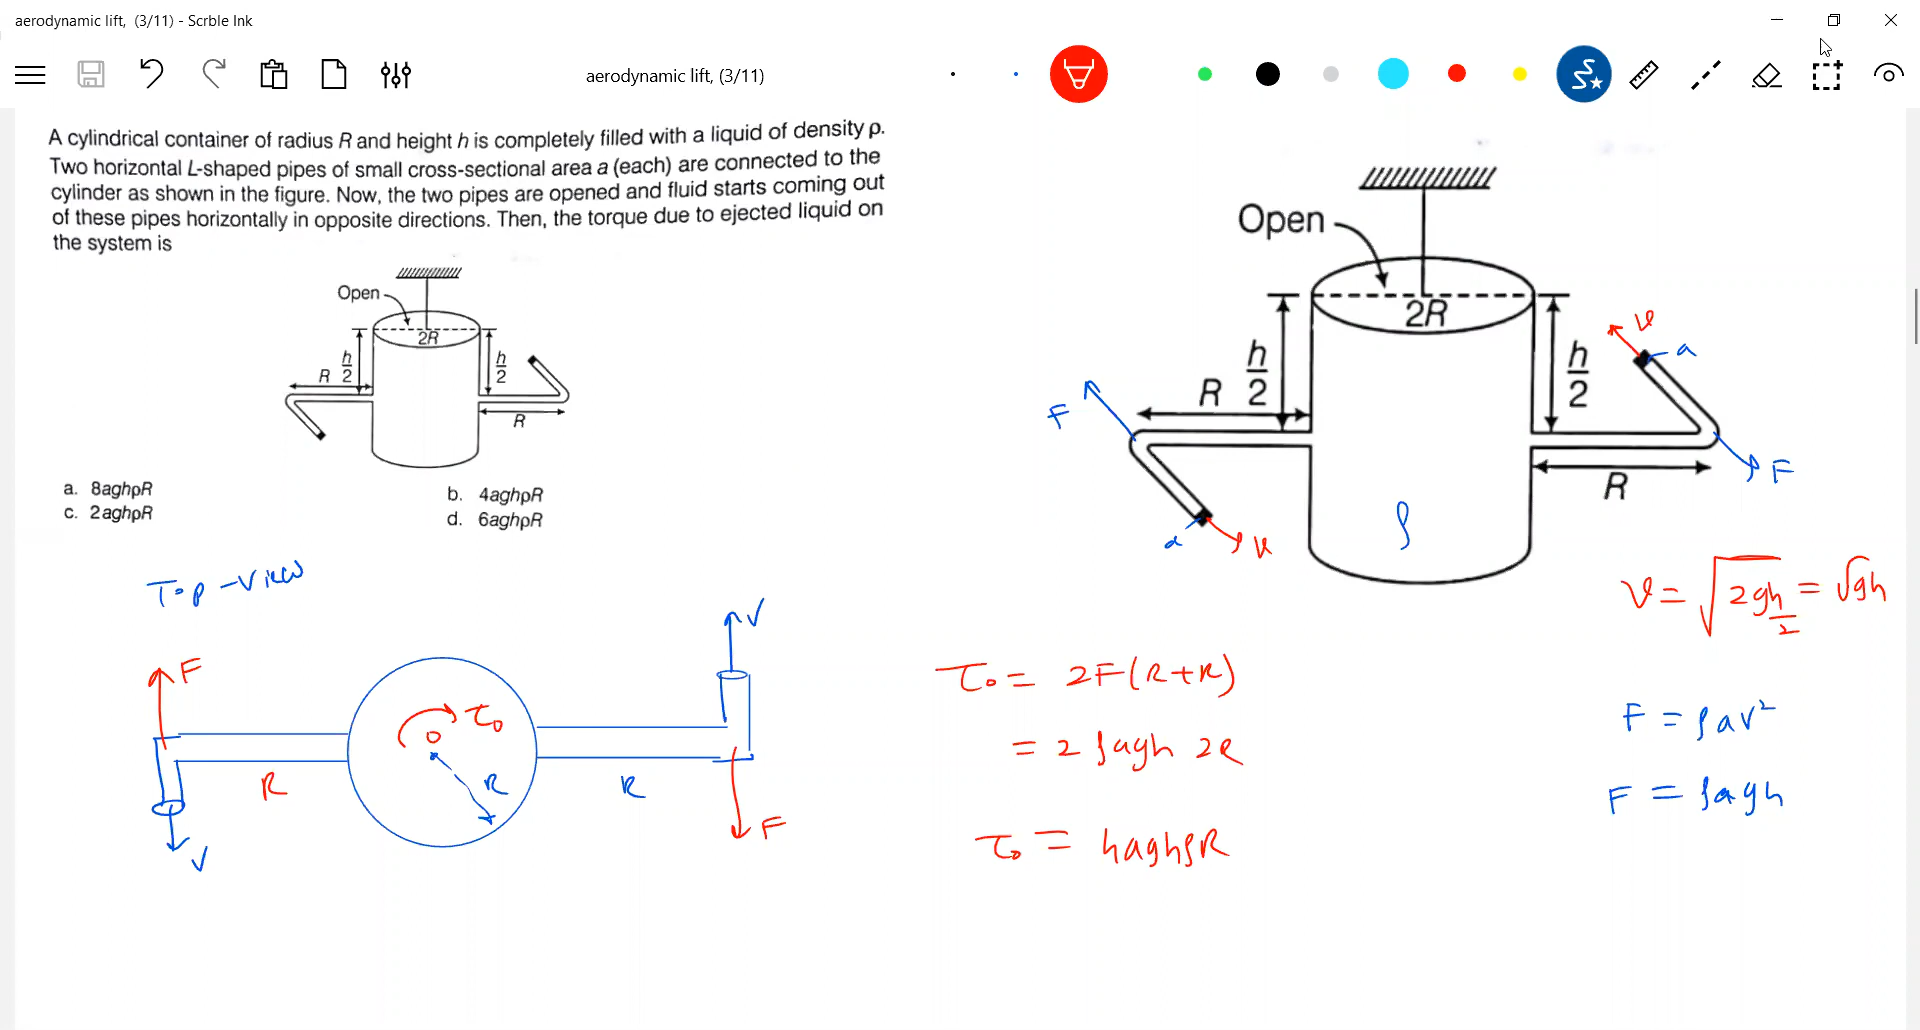 aerodynamic lift, (3/11) - Scrble Ink
aerodynamic lift, (3/11)
A cylindrical container of radius R and height h is completely filled with a liquid of density ρ.
Two horizontal L-shaped pipes of small cross-sectional area a (each) are connected to the
cylinder as shown in the figure. Now, the two pipes are opened and fluid starts coming out
of these pipes horizontally in opposite directions. Then, the torque due to ejected liquid on
the system is
Open
2R
h/2
R
h/2
R
a. 8aghρR
b. 4aghρR
c. 2aghρR
d. 6aghρR
Open
2R
h/2
R
h/2
R
v
a
F
F
ρ
a
v
Top-view
F
V
τ₀
O
R
R
R
F
V
v = √(2gh/2) = √gh
τ₀ = 2F(R+R)
= 2 ρagh 2R
τ₀ = 4aghρR
F = ρav²
F = ρagh